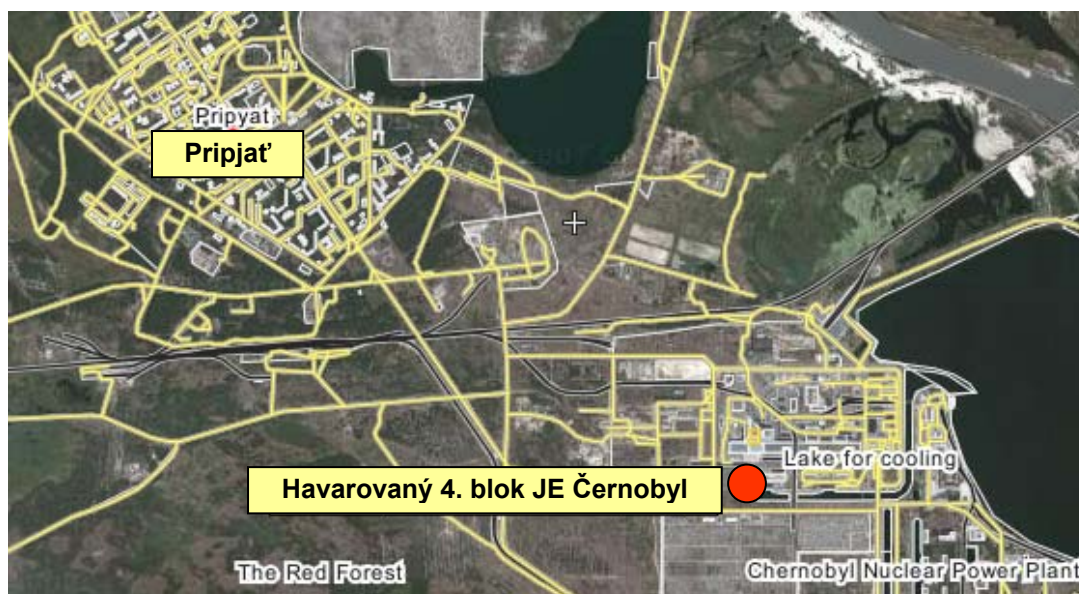 Pripyat
Pripjať
Lake for cooling
Havarovaný 4. blok JE Černobyl
The Red Forest
Chernobyl Nuclear Power Plant